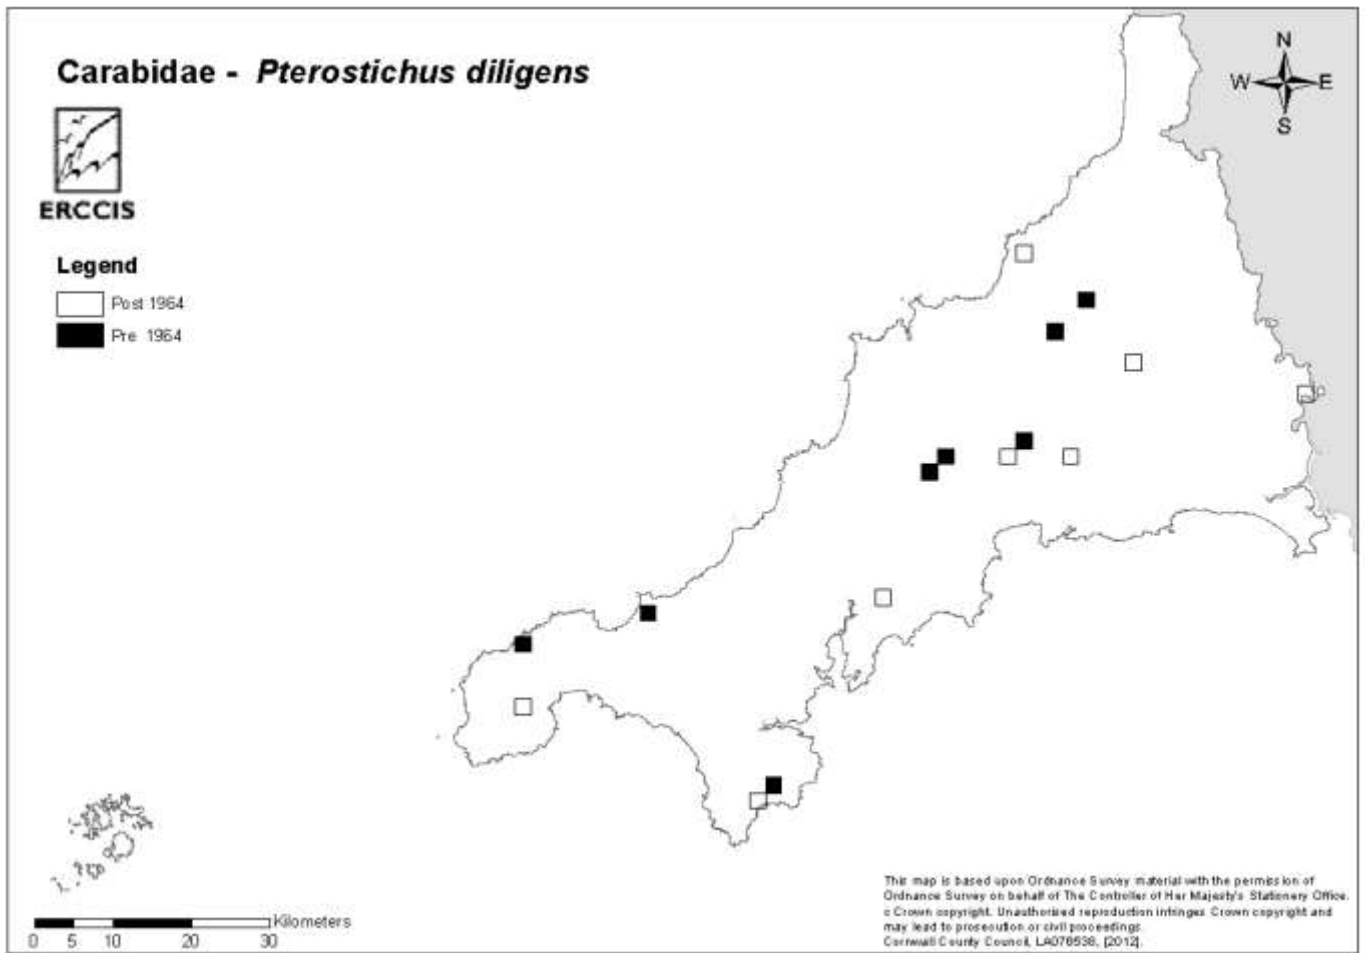 Carabidae - Pterostichus diligens
N
W E
S
ERCCIS
Legend
Post 1964
Pre 1964
This map is based upon Ordnance Survey material with the permission of
Ordnance Survey on behalf of The Controller of Her Majesty's Stationery Office.
c Crown copyright. Unauthorised reproduction infringes Crown copyright and
may lead to prosecution or civil proceedings.
Cornwall County Council, LA076538, [2012].
Kilometers
0 5 10 20 30